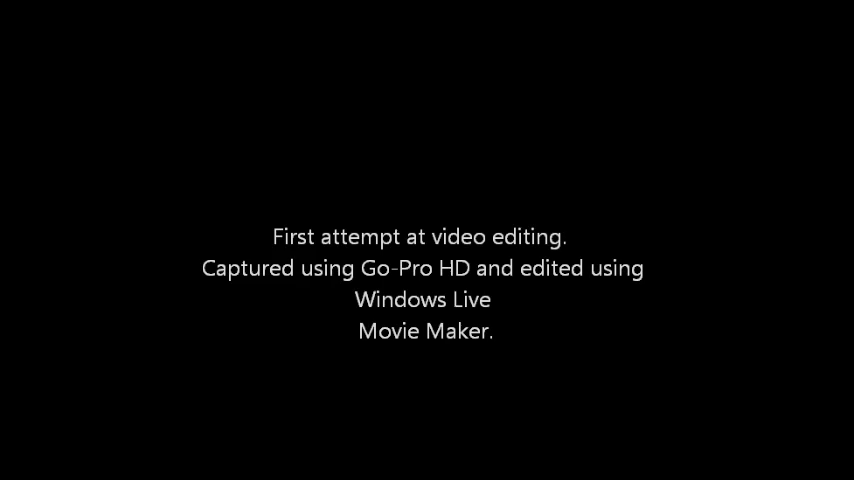 First attempt at video editing.
Captured using Go-Pro HD and edited using
Windows Live
Movie Maker.